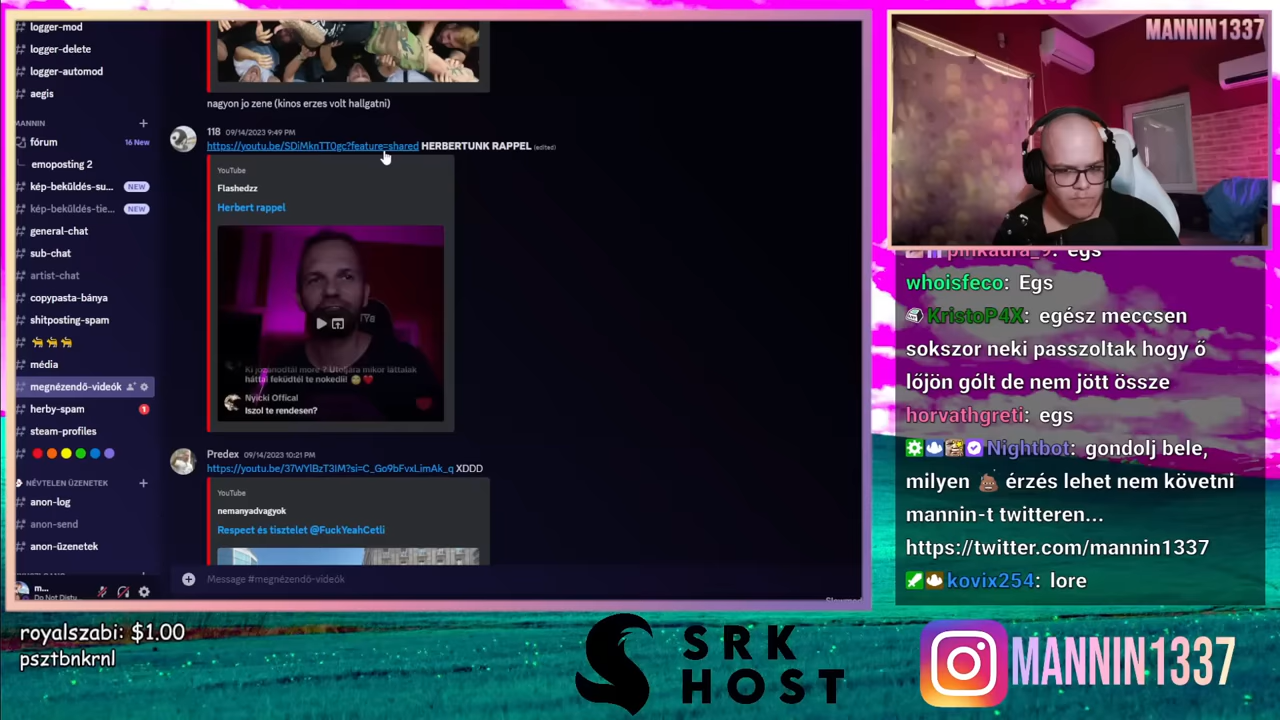 logger-mod
logger-delete
logger-automod
aegis
MANNIN
fórum
16 New
emoposting 2
kép-beküldés-su...
NEW
kép-beküldés-tie...
NEW
general-chat
sub-chat
artist-chat
copypasta-bánya
shitposting-spam
média
megnézendő-videók
herby-spam
1
steam-profiles
NÉVTELEN ÜZENETEK
anon-log
anon-send
anon-üzenetek
m...
Do Not Distu
nagyon jo zene (kinos erzes volt hallgatni)
118 09/14/2023 9:49 PM
https://youtu.be/SDiMknTT0gc?feature=shared HERBERTUNK RAPPEL (edited)
YouTube
Flashedzz
Herbert rappel
Ki józanodtál more ? Utoljára mikor láttalak
háttal feküdtél te nokedli!
Nyicki Offical
Iszol te rendesen?
Predex 09/14/2023 10:21 PM
https://youtu.be/37WYlBzT3IM?si=C_Go9bFvxLimAk_q XDDD
YouTube
nemanyadvagyok
Respect és tisztelet @FuckYeahCetli
Message #megnézendő-videók
MANNIN1337
pinkaura_9: egs
whoisfeco: Egs
KristoP4X: egész meccsen
sokszor neki passzoltak hogy ő
lőjön gólt de nem jött össze
horvathgreti: egs
Nightbot: gondolj bele,
milyen 💩 érzés lehet nem követni
mannin-t twitteren...
https://twitter.com/mannin1337
kovix254: lore
royalszabi: $1.00
psztbnkrnl
SRK
HOST
MANNIN1337